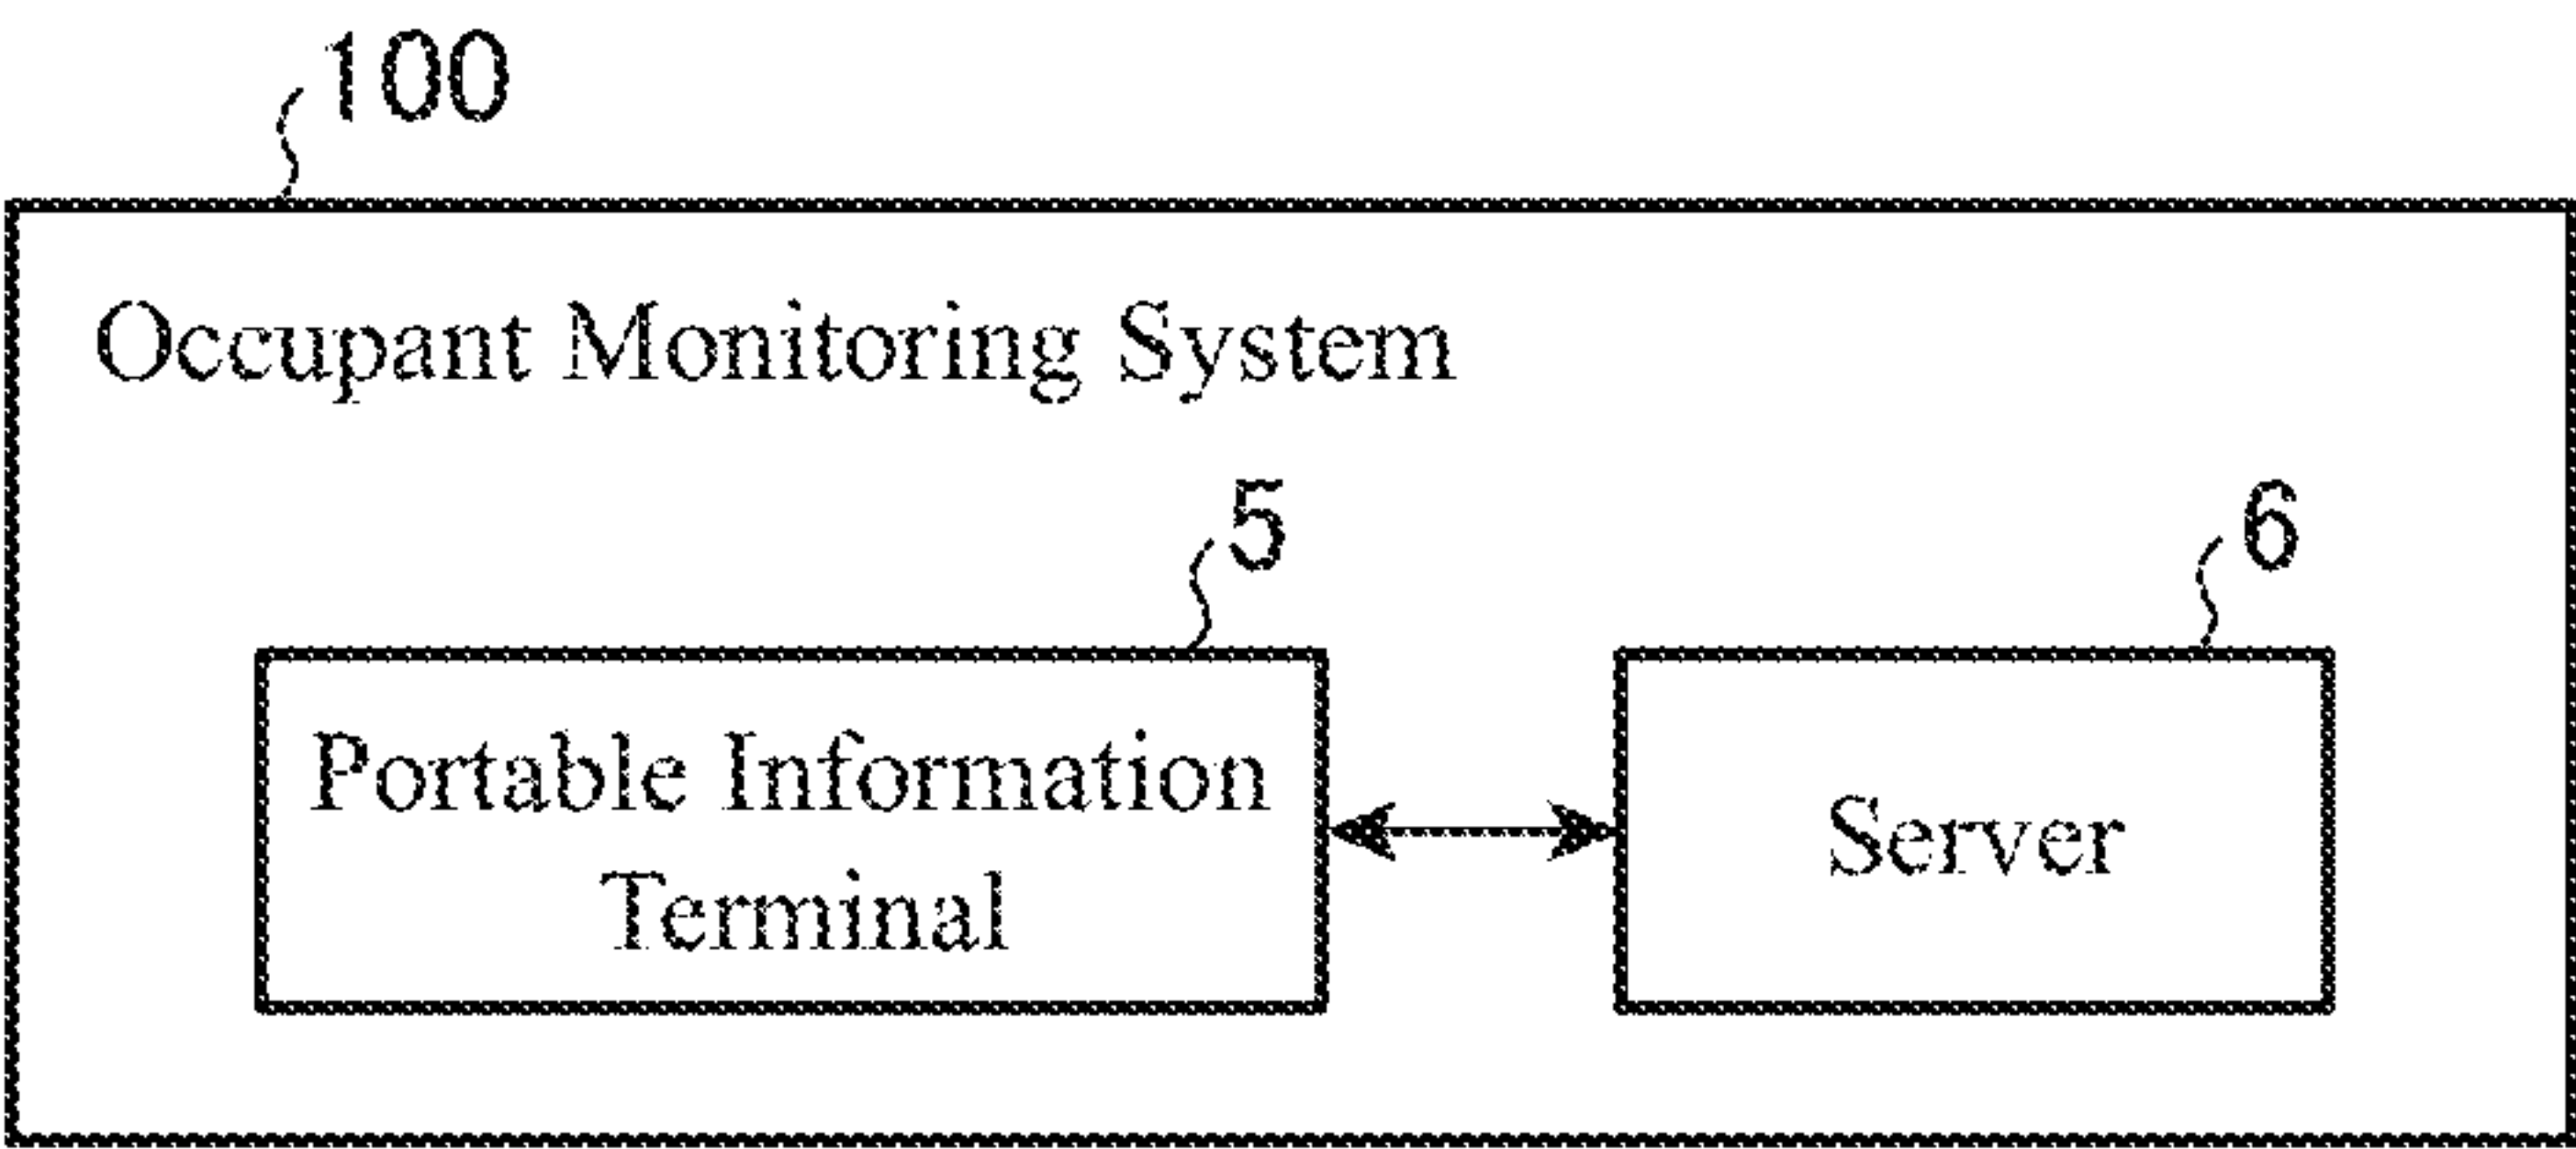 100
Occupant Monitoring System
5
6
Portable Information
Terminal
Server